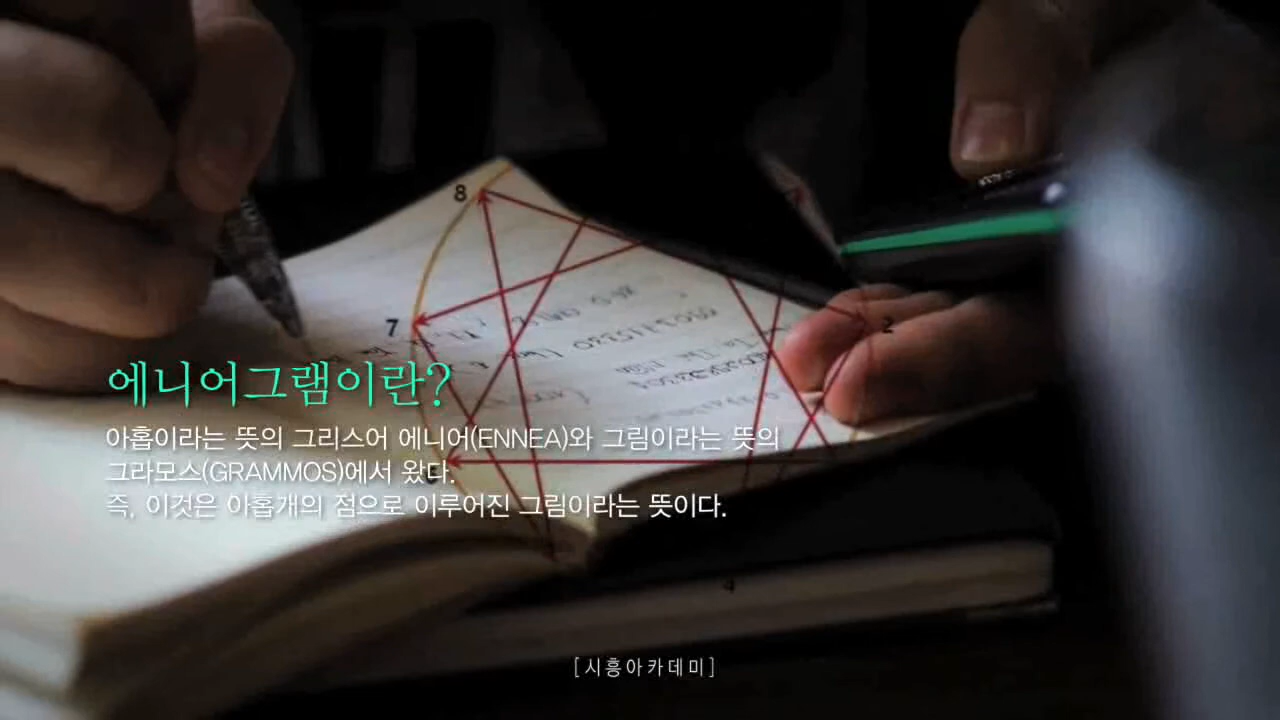 8
7
2
에니어그램이란?
아홉이라는 뜻의 그리스어 에니어(ENNEA)와 그림이라는 뜻의
그라모스(GRAMMOS)에서 왔다.
즉, 이것은 아홉개의 점으로 이루어진 그림이라는 뜻이다.
4
[시흥아카데미]